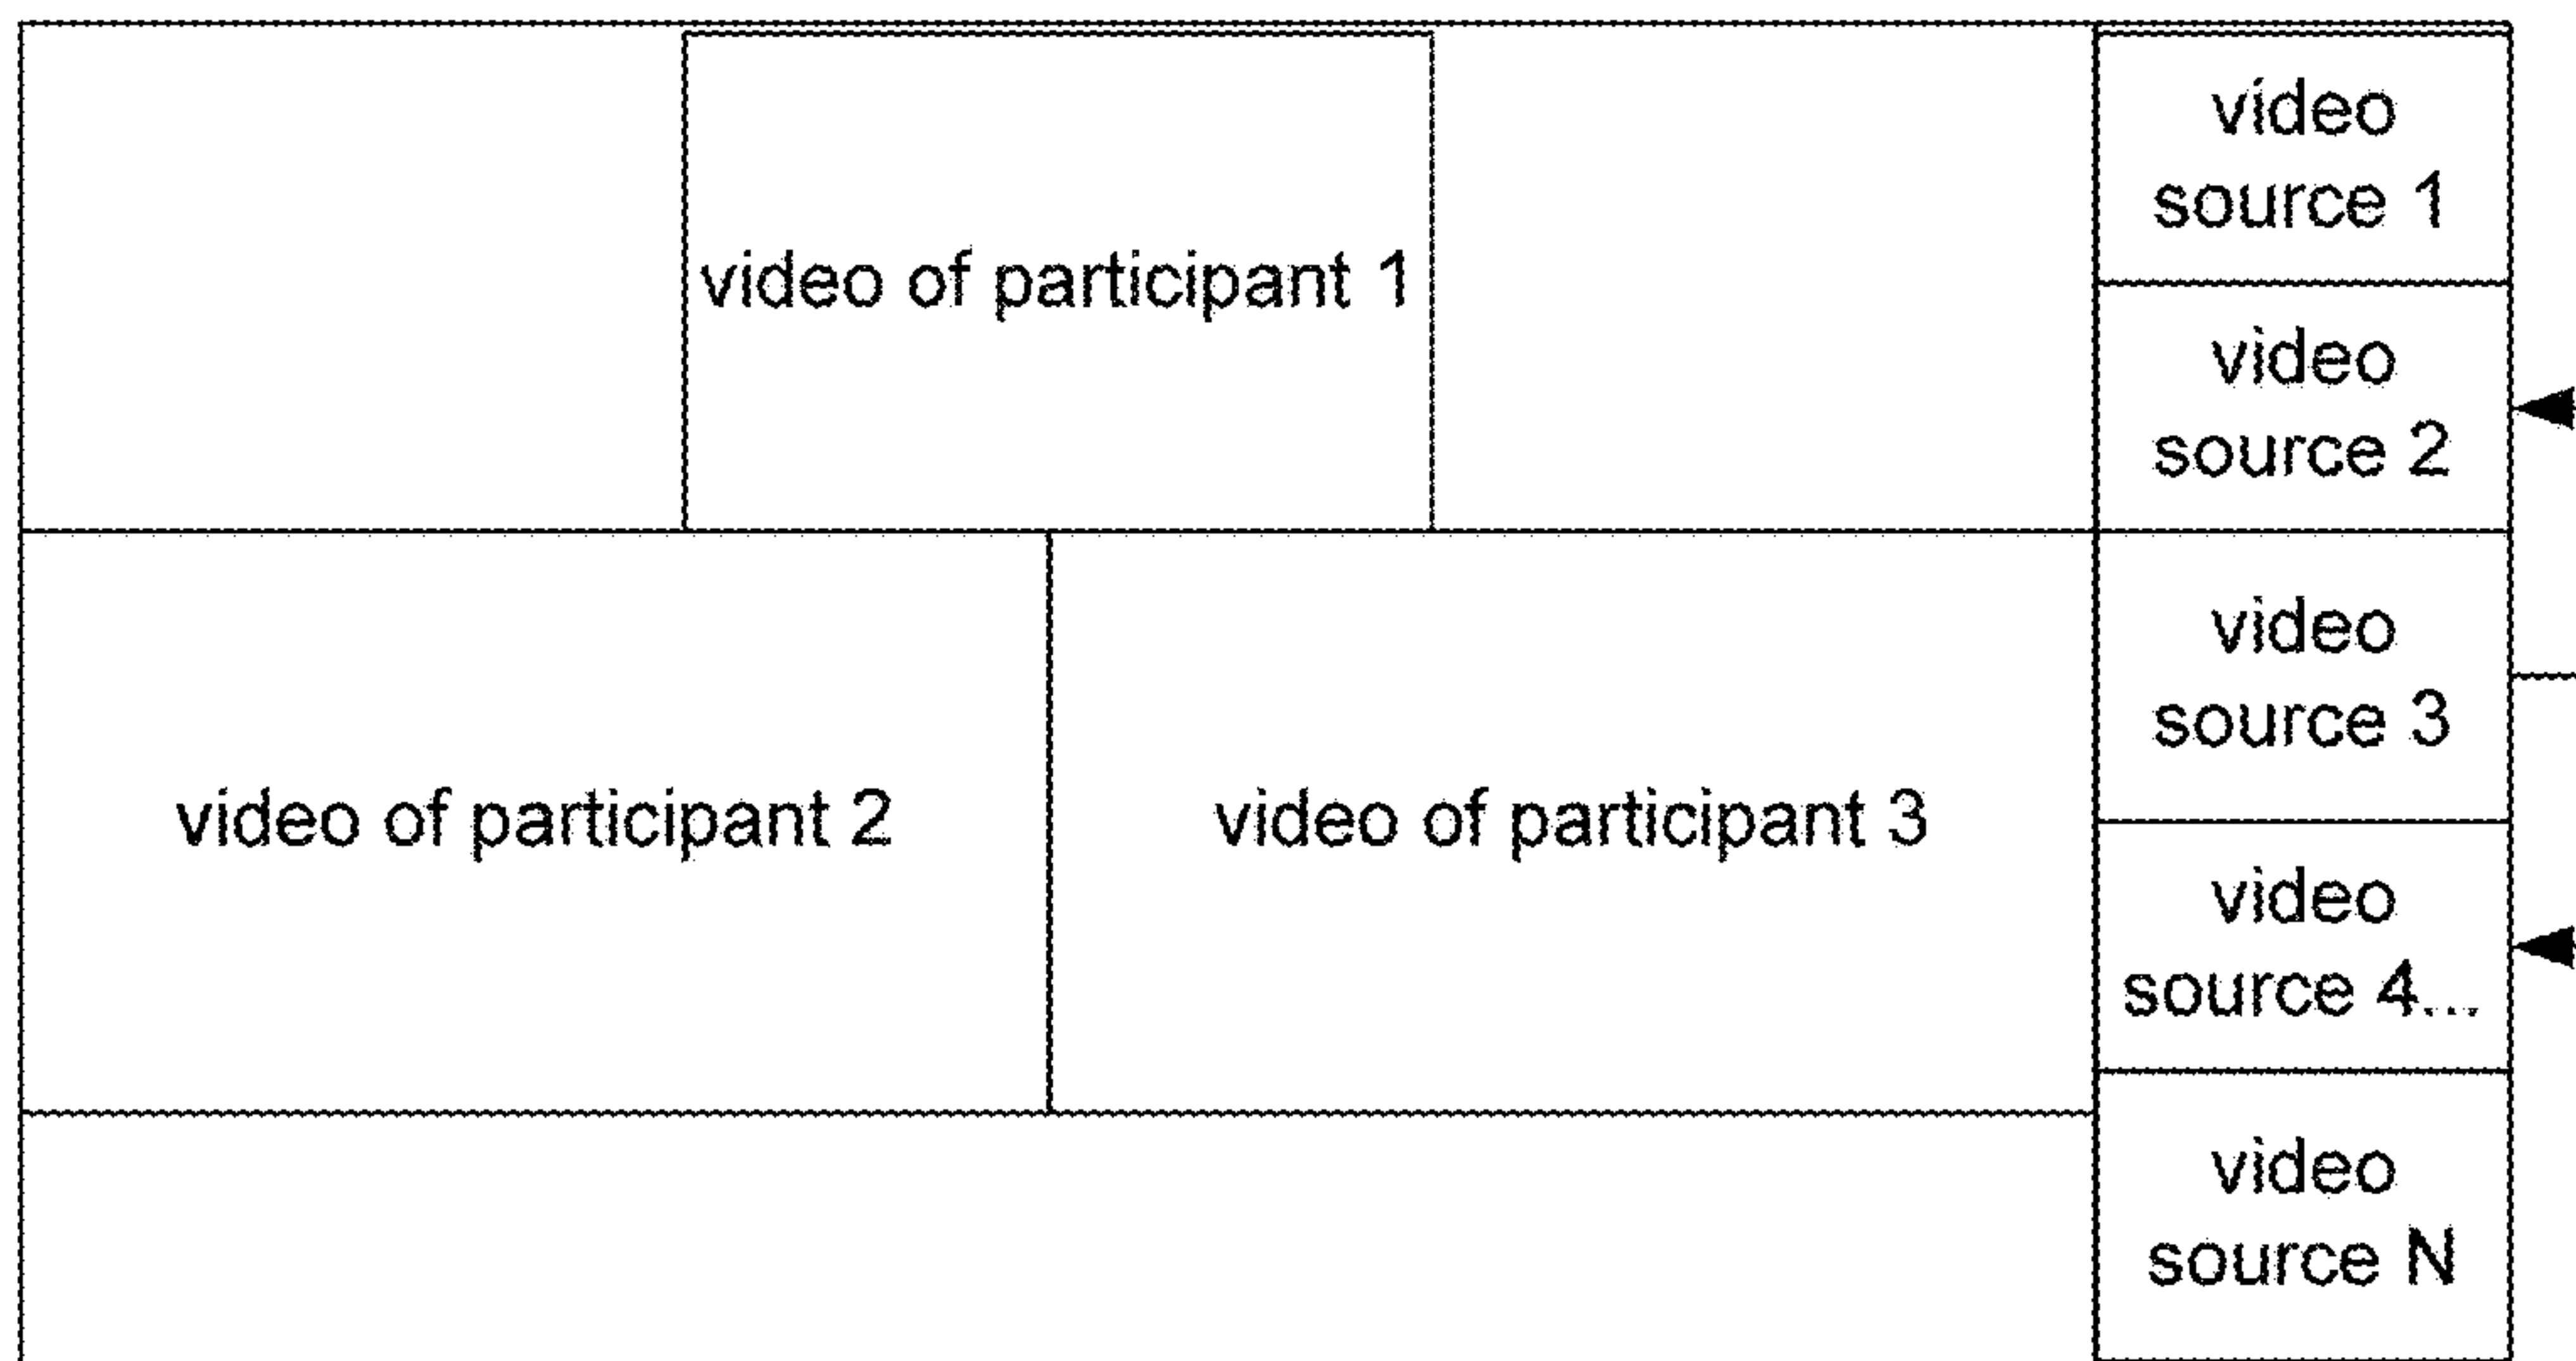 video of participant 1
video of participant 2
video of participant 3
video
source 1
video
source 2
video
source 3
video
source 4...
video
source N